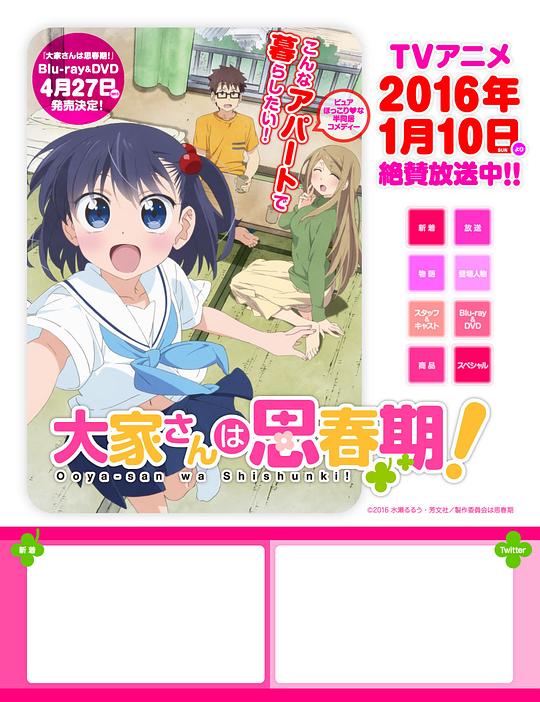 『大家さんは思春期!』
Blu-ray&DVD
4月27日
発売決定!
こんなアパートで
暮らしたい!
ピュア
ほっこり♥な
半同居
コメディー
TVアニメ
2016年
1月10日より
SUN
絶賛放送中!!
新着
放送
物語
登場人物
スタッフ
&
キャスト
Blu-ray
&
DVD
商品
スペシャル
大家さんは思春期!
Ooya-san wa Shishunki!
©2016 水瀬るるう・芳文社/製作委員会は思春期
新着
Twitter